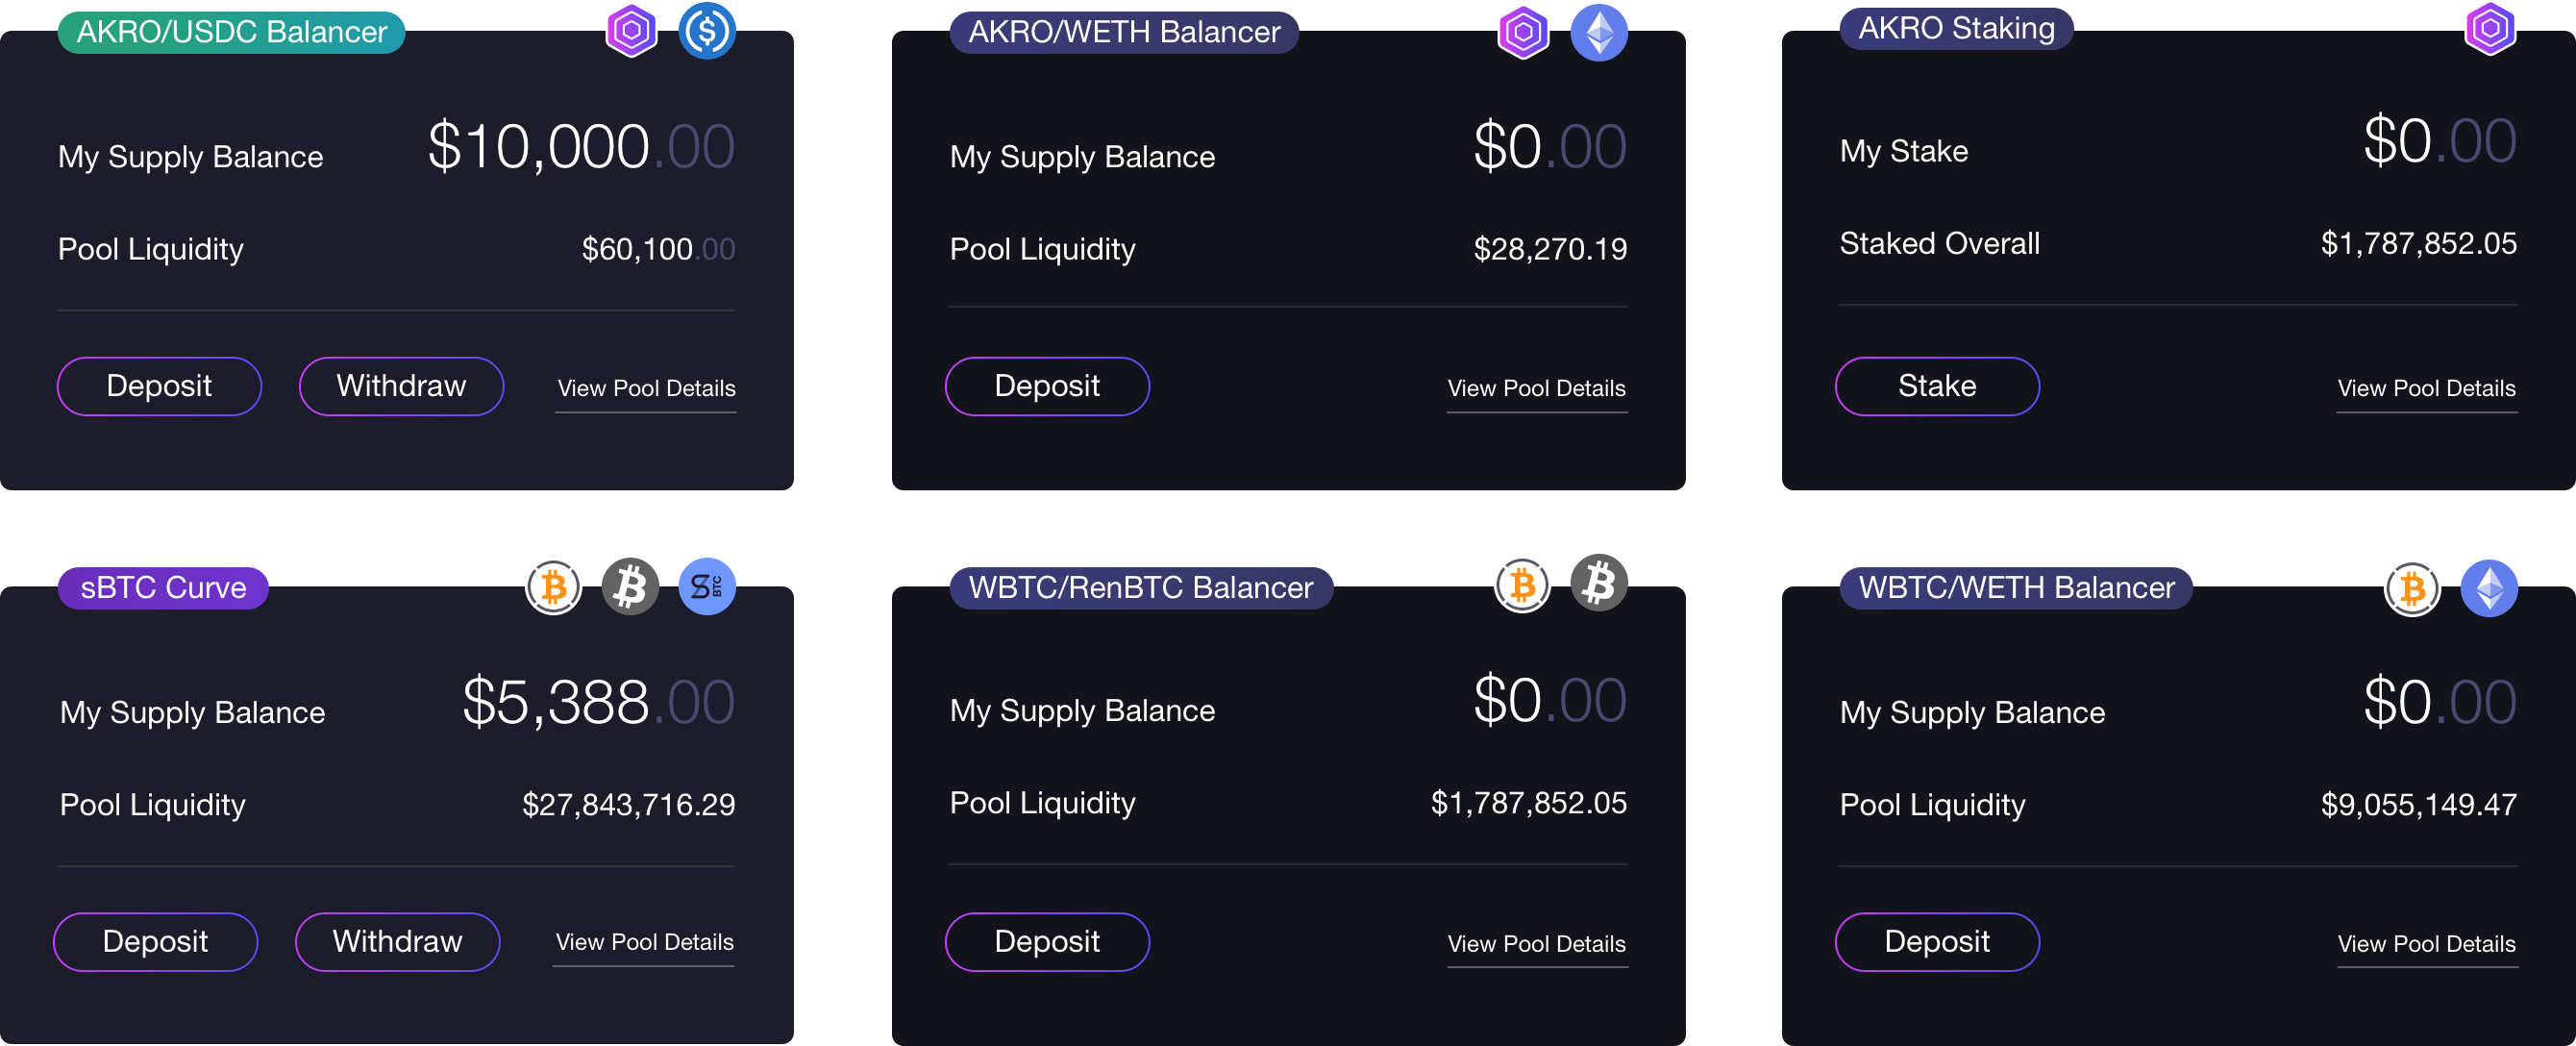 AKRO/USDC Balancer
My Supply Balance $10,000.00
Pool Liquidity $60,100.00
Deposit Withdraw View Pool Details
AKRO/WETH Balancer
My Supply Balance $0.00
Pool Liquidity $28,270.19
Deposit View Pool Details
AKRO Staking
My Stake $0.00
Staked Overall $1,787,852.05
Stake View Pool Details
sBTC Curve
BTC
My Supply Balance $5,388.00
Pool Liquidity $27,843,716.29
Deposit Withdraw View Pool Details
WBTC/RenBTC Balancer
My Supply Balance $0.00
Pool Liquidity $1,787,852.05
Deposit View Pool Details
WBTC/WETH Balancer
My Supply Balance $0.00
Pool Liquidity $9,055,149.47
Deposit View Pool Details